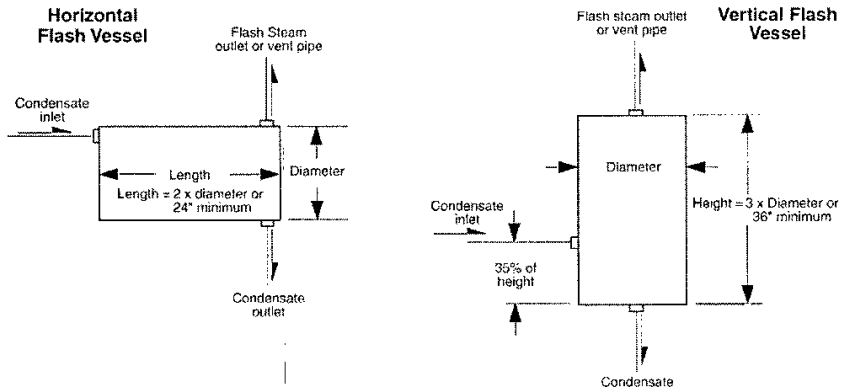 Horizontal
Flash Vessel
Flash Steam
outlet or vent pipe
Condensate
inlet
Length
Length = 2 x diameter or
24" minimum
Diameter
Condensate
outlet
Vertical Flash
Vessel
Flash steam outlet
or vent pipe
Diameter
Height = 3 x Diameter or
36" minimum
Condensate
inlet
35% of
height
Condensate